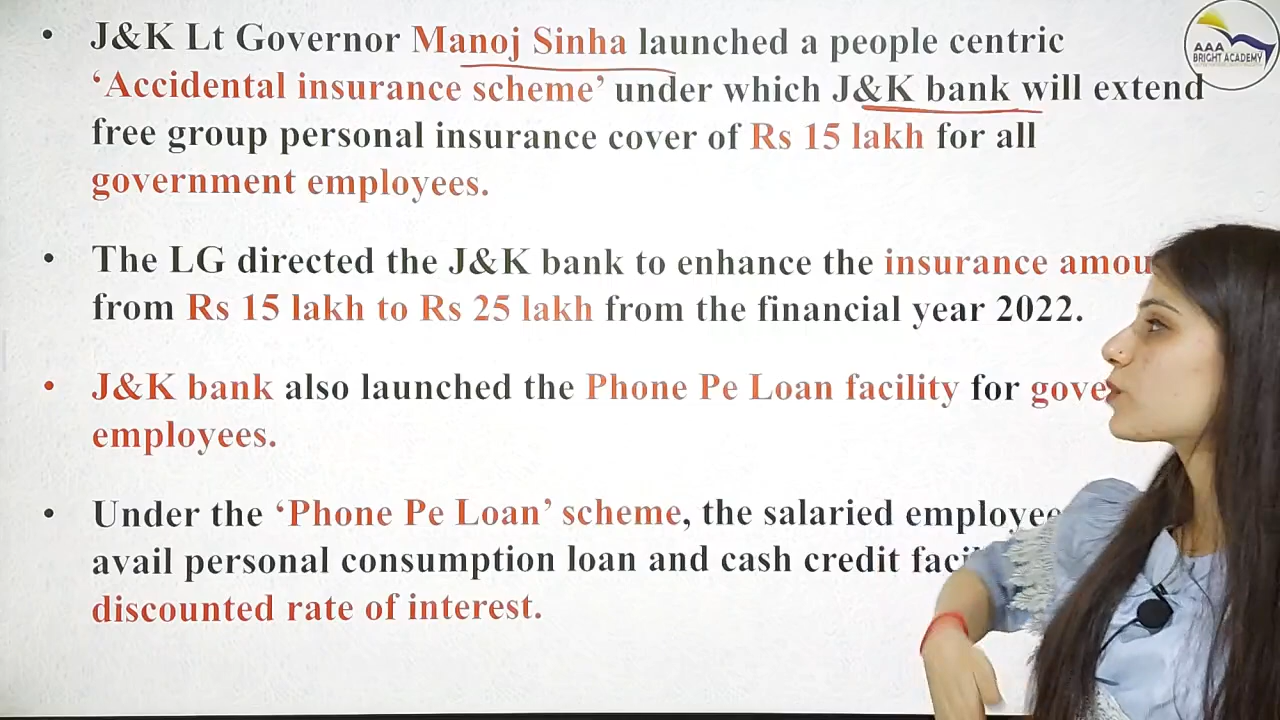 • J&K Lt Governor Manoj Sinha launched a people centric
‘Accidental insurance scheme’ under which J&K bank will extend
free group personal insurance cover of Rs 15 lakh for all
government employees.
• The LG directed the J&K bank to enhance the insurance amou
from Rs 15 lakh to Rs 25 lakh from the financial year 2022.
• J&K bank also launched the Phone Pe Loan facility for gove
employees.
• Under the ‘Phone Pe Loan’ scheme, the salaried employee
avail personal consumption loan and cash credit faci
discounted rate of interest.
AAA
BRIGHT ACADEMY